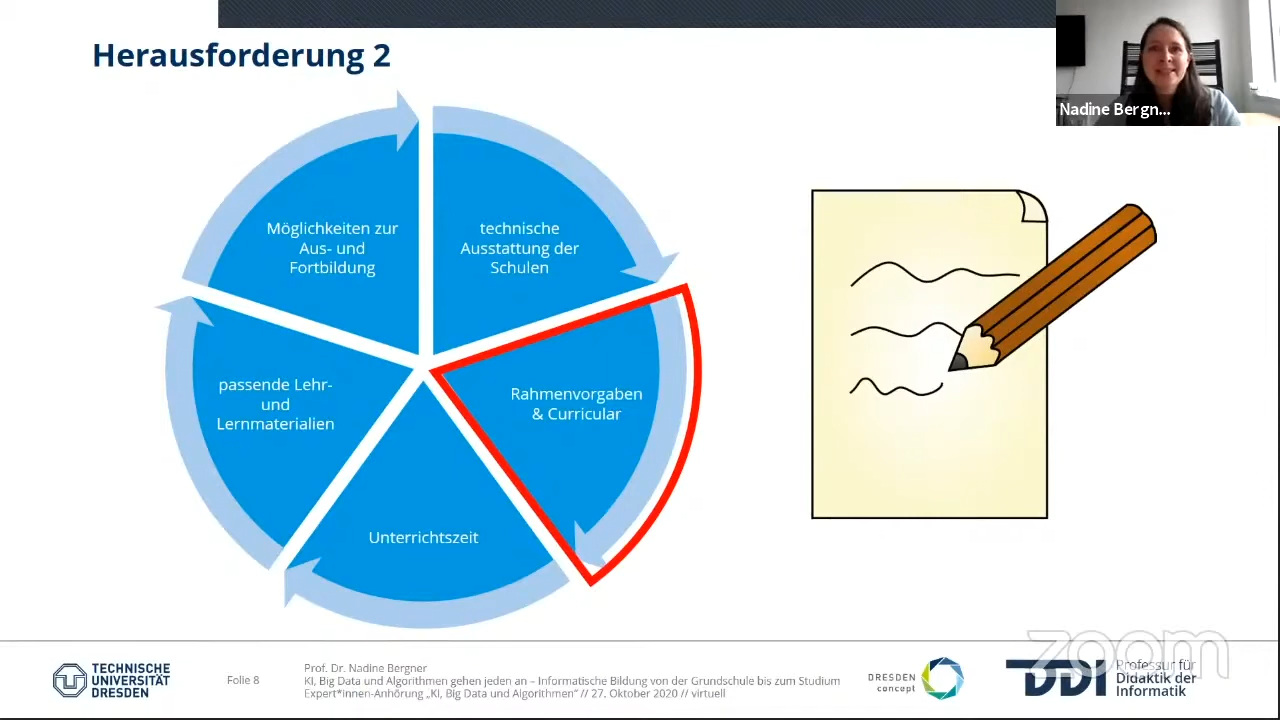 Herausforderung 2
Nadine Bergn...
Möglichkeiten zur
Aus- und
Fortbildung
technische
Ausstattung der
Schulen
passende Lehr-
und
Lernmaterialien
Rahmenvorgaben
& Curricular
Unterrichtszeit
zoom
TECHNISCHE
UNIVERSITÄT
DRESDEN
Folie 8
Prof. Dr. Nadine Bergner
KI, Big Data und Algorithmen gehen jeden an – Informatische Bildung von der Grundschule bis zum Studium
Expert*innen-Anhörung „KI, Big Data und Algorithmen“ // 27. Oktober 2020 // virtuell
DRESDEN
concept
DDI
Professur für
Didaktik der
Informatik